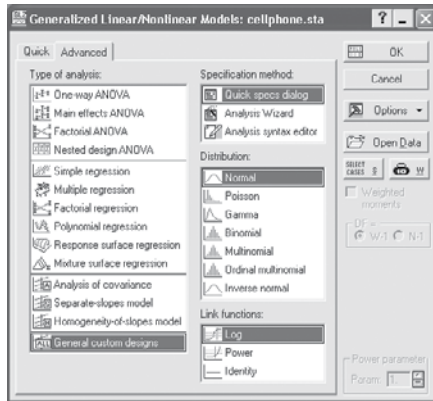 Generalized Linear/Nonlinear Models: cellphone.sta
Quick
Advanced
Type of analysis:
One-way ANOVA
Main effects ANOVA
Factorial ANOVA
Nested design ANOVA
Simple regression
Multiple regression
Factorial regression
Polynomial regression
Response surface regression
Mixture surface regression
Analysis of covariance
Separate-slopes model
Homogeneity-of-slopes model
General custom designs
Specification method:
Quick specs dialog
Analysis Wizard
Analysis syntax editor
Distribution:
Normal
Poisson
Gamma
Binomial
Multinomial
Ordinal multinomial
Inverse normal
Link functions:
Log
Power
Identity
OK
Cancel
Options
Open Data
SELECT CASES S
W
Weighted moments
DF =
W-1
N-1
Power parameter
Param: 1.